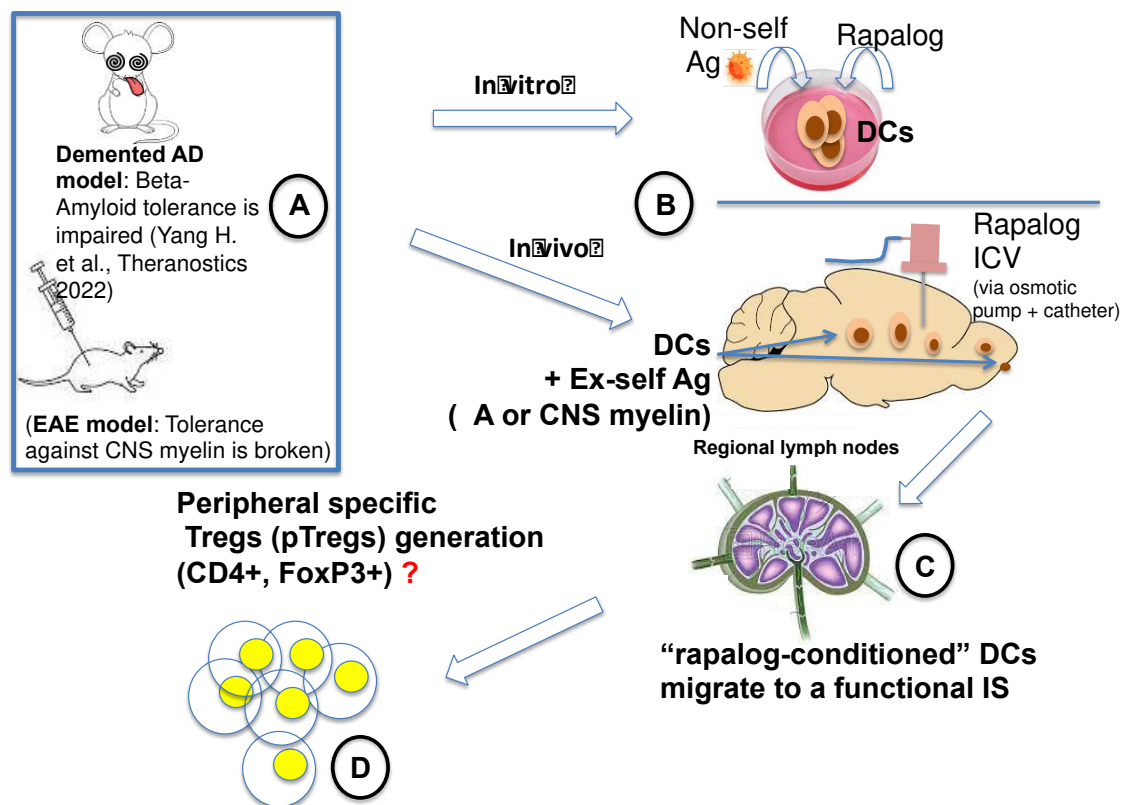 Demented AD
model: Beta-
Amyloid tolerance is
impaired (Yang H.
et al., Theranostics
2022)
A
(EAE model: Tolerance
against CNS myelin is broken)
In vitro
In vivo
B
Non-self
Ag
Rapalog
DCs
Rapalog
ICV
(via osmotic
pump + catheter)
DCs
+ Ex-self Ag
( A or CNS myelin)
Regional lymph nodes
C
“rapalog-conditioned” DCs
migrate to a functional IS
Peripheral specific
Tregs (pTregs) generation
(CD4+, FoxP3+) ?
D